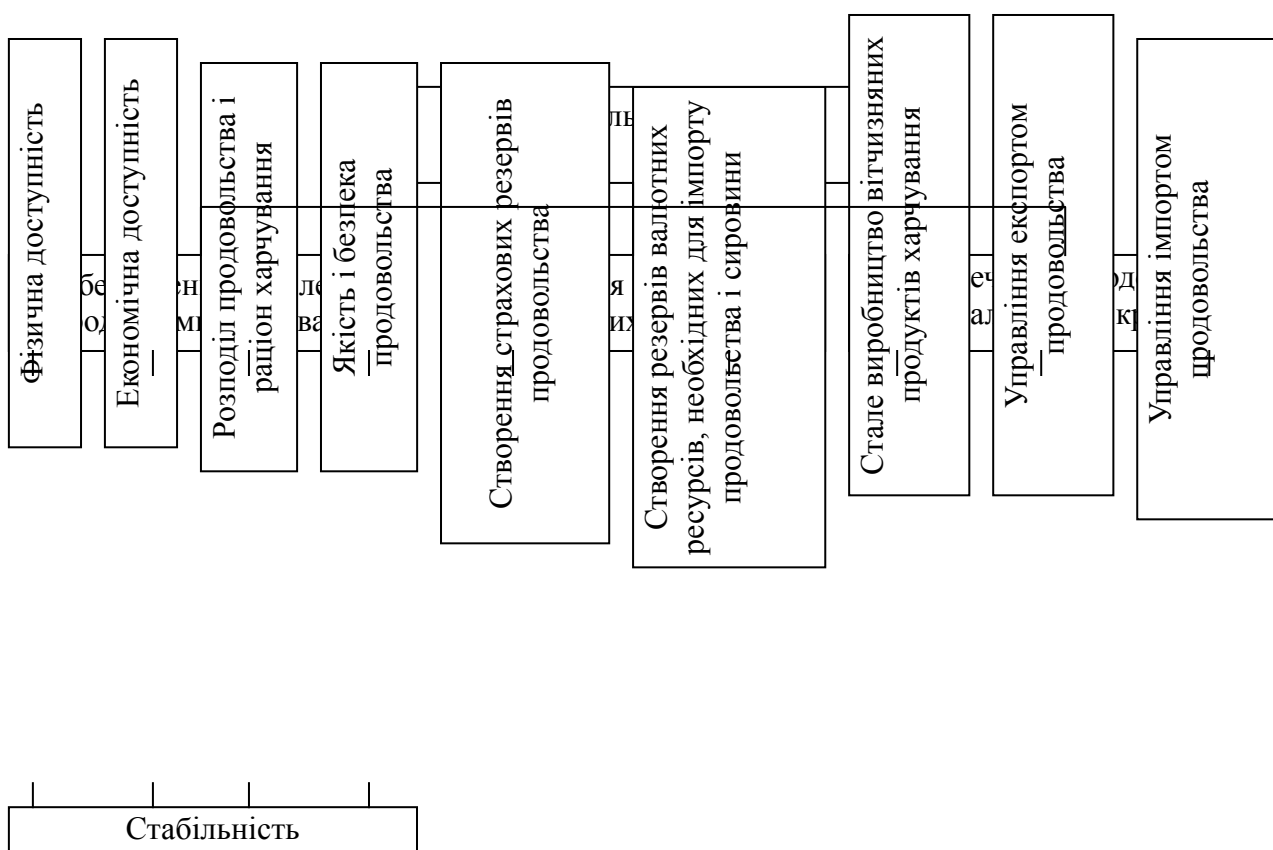 Фізична доступність
Економічна доступність
Розподіл продовольства і
раціон харчування
Якість і безпека
продовольства
Створення страхових резервів
продовольства
Створення резервів валютних
ресурсів, необхідних для імпорту
продовольства і сировини
Стале виробництво вітчизняних
продуктів харчування
Управління експортом
продовольства
Управління імпортом
продовольства
Стабільність